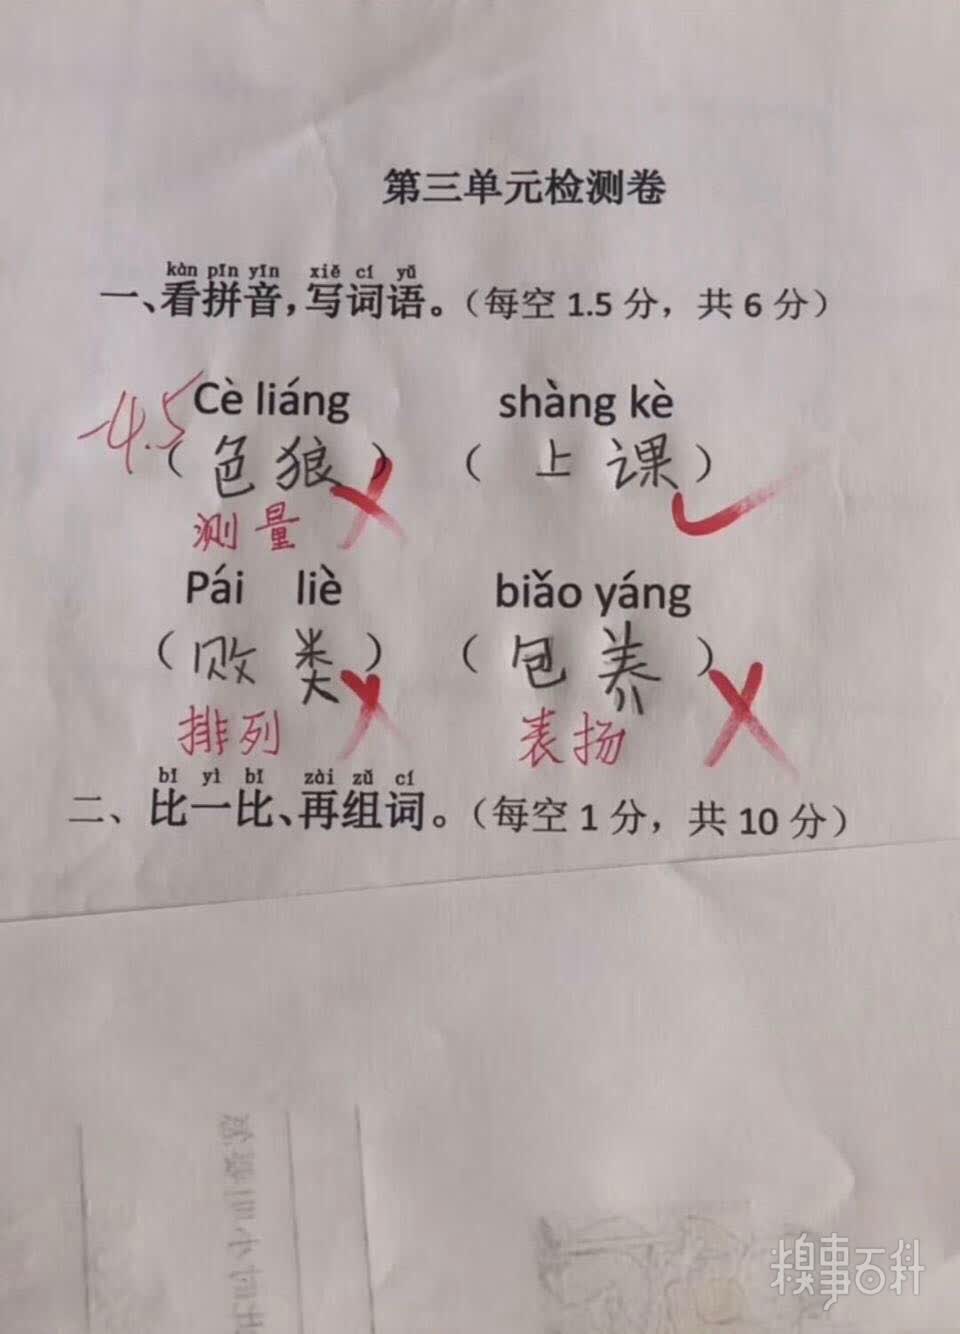 第三单元检测卷
kàn pīn yīn xiě cí yǔ
一、看拼音，写词语。（每空 1.5 分，共 6 分）
-4.5
Cè liáng shàng kè
（色狼）（上课）
测量
Pái liè biǎo yáng
（败类）（包养）
排列 表扬
bǐ yì bǐ zài zǔ cí
二、比一比、再组词。（每空 1 分，共 10 分）
糗事百科